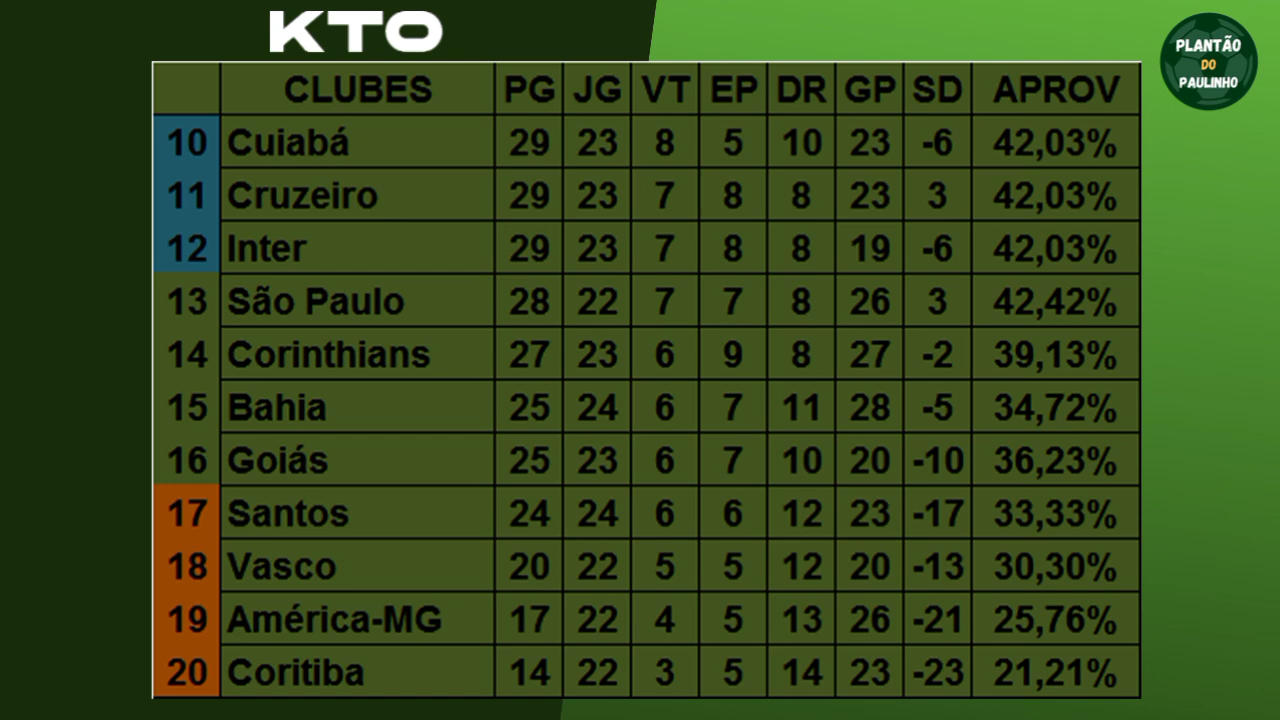 KTO
PLANTÃO
DO
PAULINHO
CLUBES PG JG VT EP DR GP SD APROV
10 Cuiabá 29 23 8 5 10 23 -6 42,03%
11 Cruzeiro 29 23 7 8 8 23 3 42,03%
12 Inter 29 23 7 8 8 19 -6 42,03%
13 São Paulo 28 22 7 7 8 26 3 42,42%
14 Corinthians 27 23 6 9 8 27 -2 39,13%
15 Bahia 25 24 6 7 11 28 -5 34,72%
16 Goiás 25 23 6 7 10 20 -10 36,23%
17 Santos 24 24 6 6 12 23 -17 33,33%
18 Vasco 20 22 5 5 12 20 -13 30,30%
19 América-MG 17 22 4 5 13 26 -21 25,76%
20 Coritiba 14 22 3 5 14 23 -23 21,21%